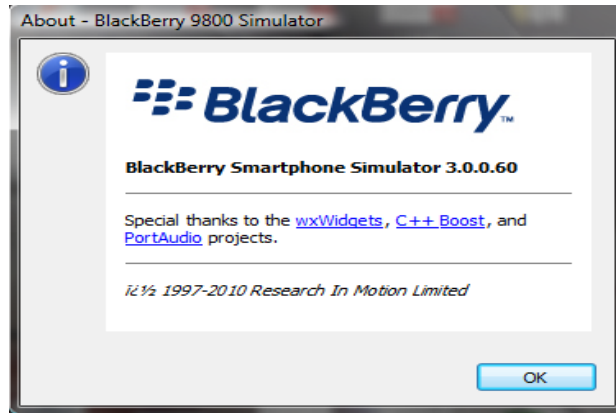 About - BlackBerry 9800 Simulator
BlackBerry™
BlackBerry Smartphone Simulator 3.0.0.60
Special thanks to the wxWidgets, C++ Boost, and
PortAudio projects.
ï¿½ 1997-2010 Research In Motion Limited
OK